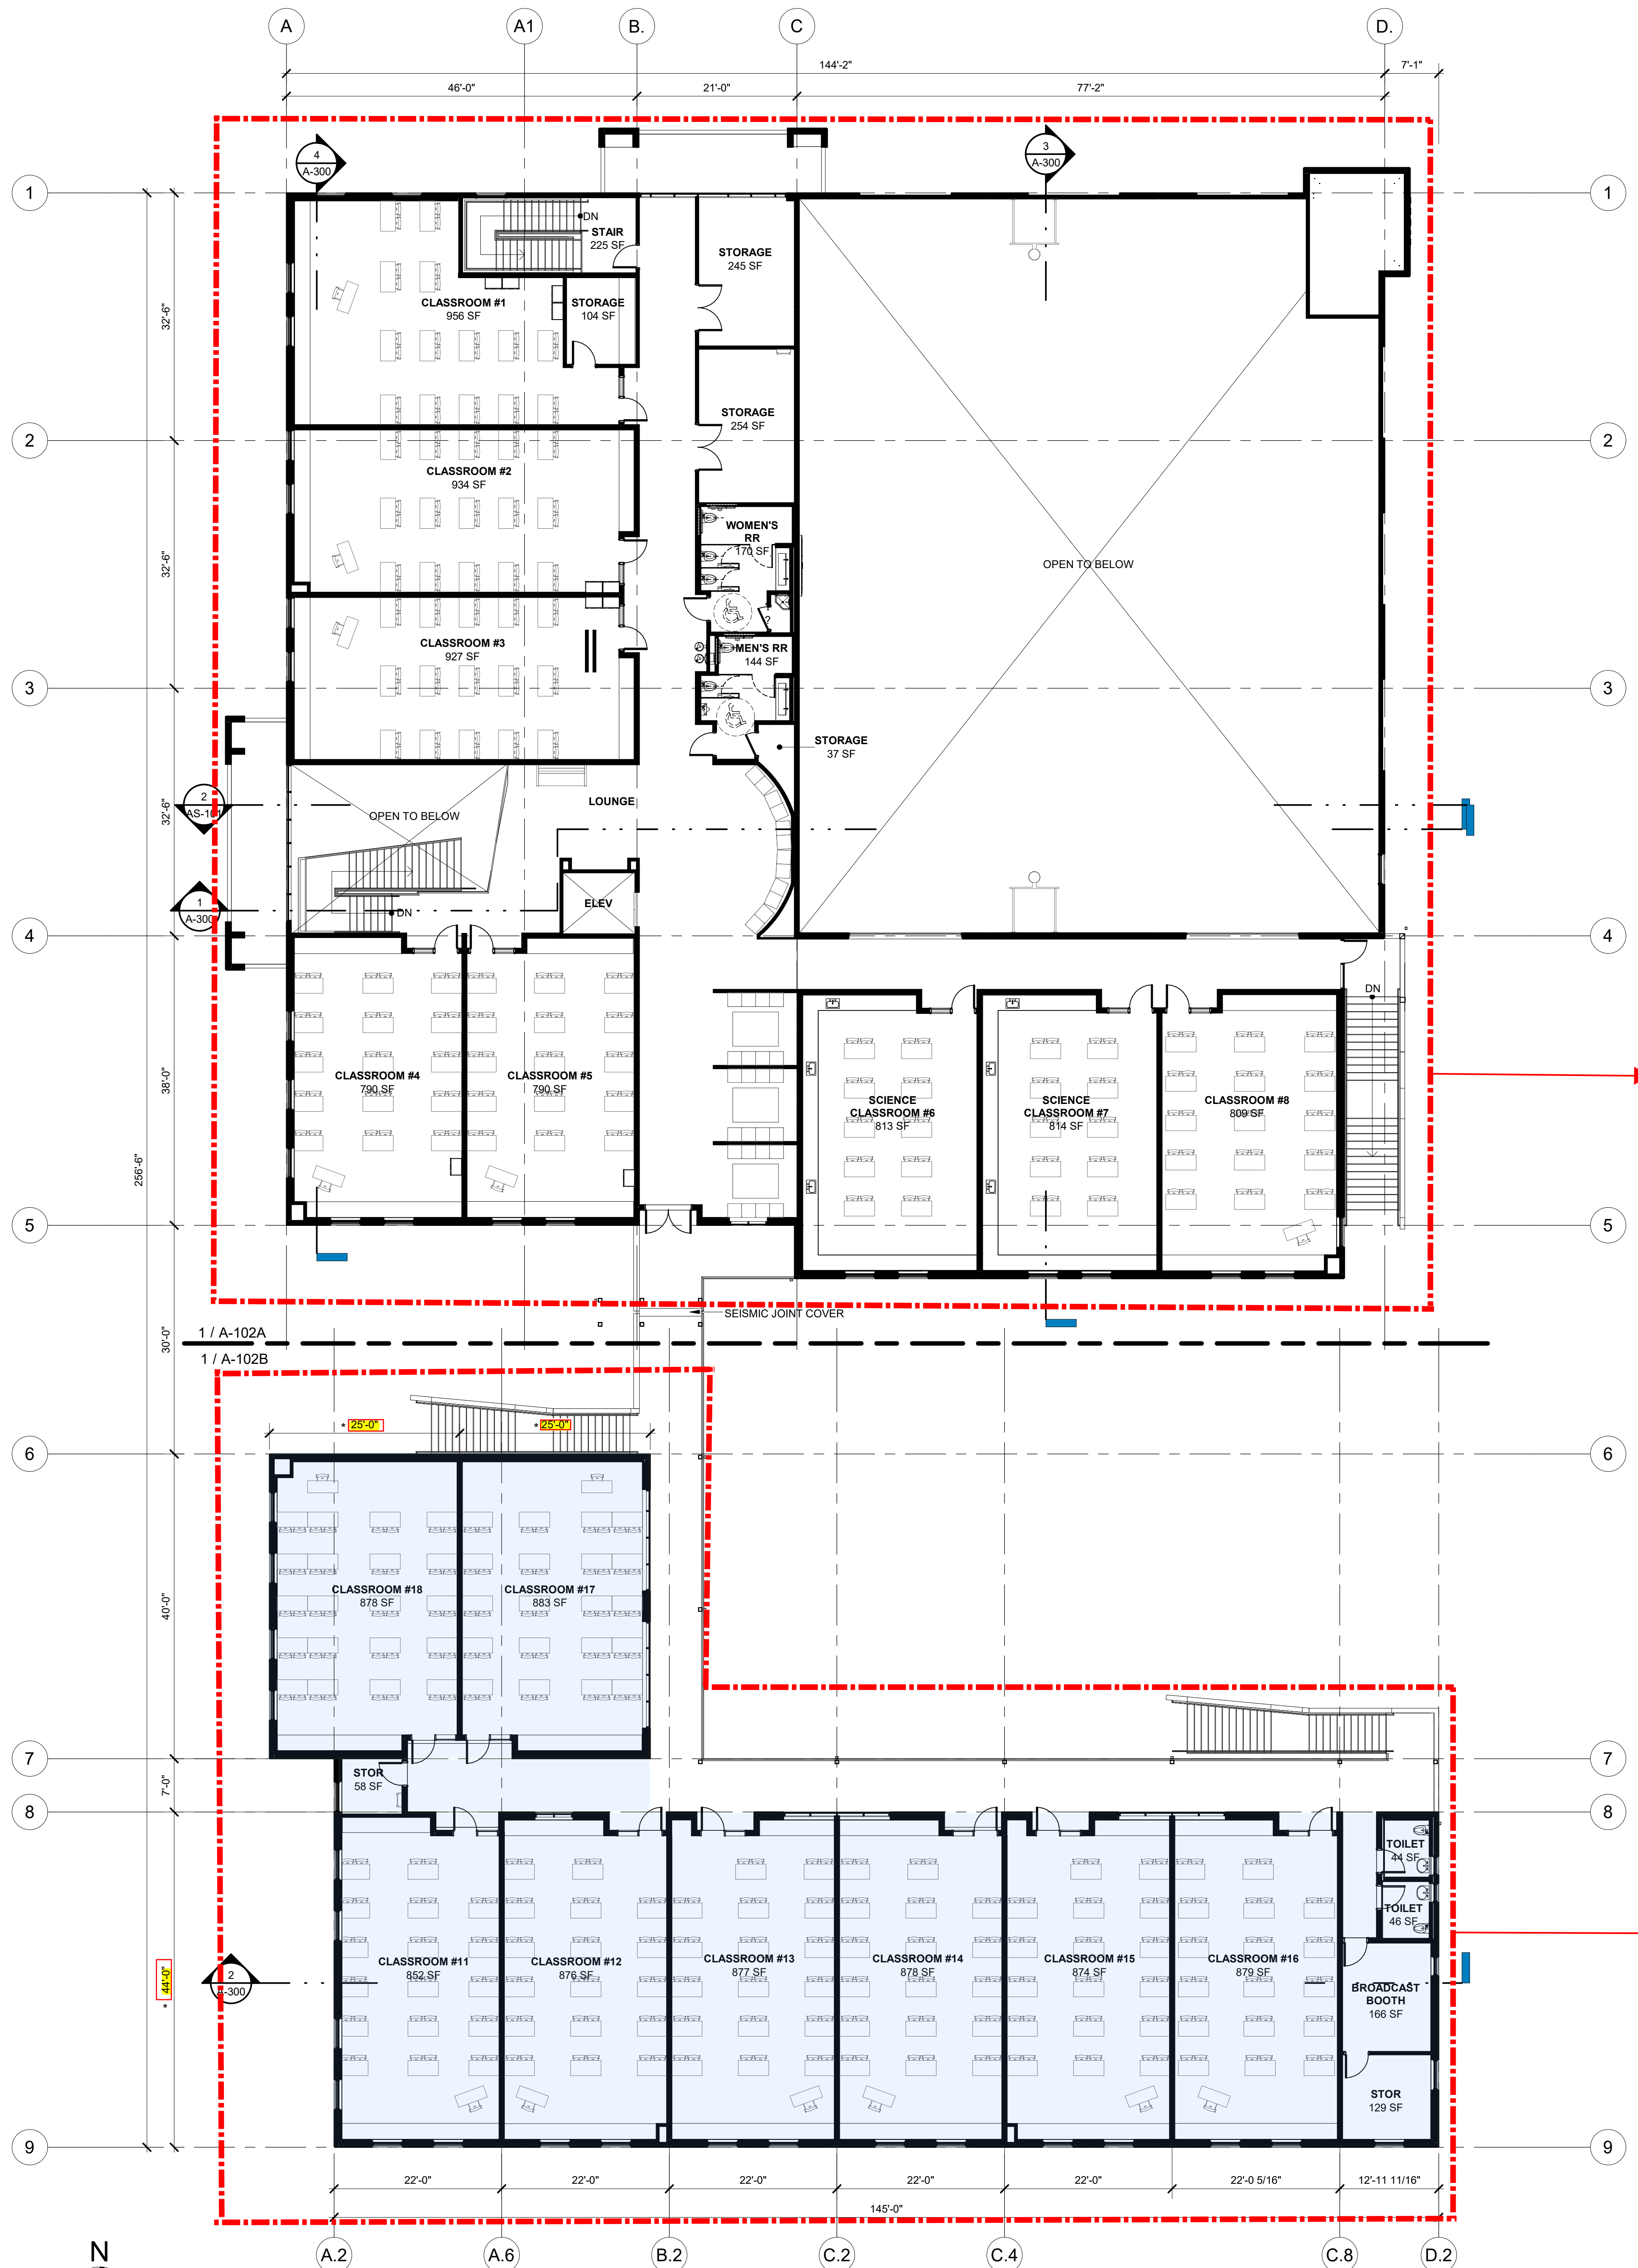 A
A1
B.
C
D.
144'-2"
7'-1"
46'-0"
21'-0"
77'-2"
4
A-300
3
A-300
1
1
DN
STAIR
225 SF
STORAGE
245 SF
CLASSROOM #1
956 SF
STORAGE
104 SF
32'-6"
STORAGE
254 SF
2
2
CLASSROOM #2
934 SF
WOMEN'S
RR
170 SF
32'-6"
OPEN TO BELOW
?
CLASSROOM #3
927 SF
MEN'S RR
144 SF
3
3
STORAGE
37 SF
LOUNGE
2
AS-101
32'-6"
OPEN TO BELOW
1
A-300
DN
ELEV
4
4
DN
CLASSROOM #4
790 SF
CLASSROOM #5
790 SF
38'-0"
SCIENCE
CLASSROOM #6
813 SF
SCIENCE
CLASSROOM #7
814 SF
CLASSROOM #8
809 SF
256'-6"
5
5
SEISMIC JOINT COVER
30'-0"
1 / A-102A
1 / A-102B
* 25'-0"
* 25'-0"
6
6
CLASSROOM #18
878 SF
CLASSROOM #17
883 SF
40'-0"
7
7
STOR
58 SF
7'-0"
8
8
TOILET
44 SF
TOILET
46 SF
CLASSROOM #11
852 SF
CLASSROOM #12
876 SF
CLASSROOM #13
877 SF
CLASSROOM #14
878 SF
CLASSROOM #15
874 SF
CLASSROOM #16
879 SF
2
A-300
* 44'-0"
BROADCAST
BOOTH
166 SF
STOR
129 SF
9
9
22'-0"
22'-0"
22'-0"
22'-0"
22'-0"
22'-0 5/16"
12'-11 11/16"
145'-0"
N
A.2
A.6
B.2
C.2
C.4
C.8
D.2